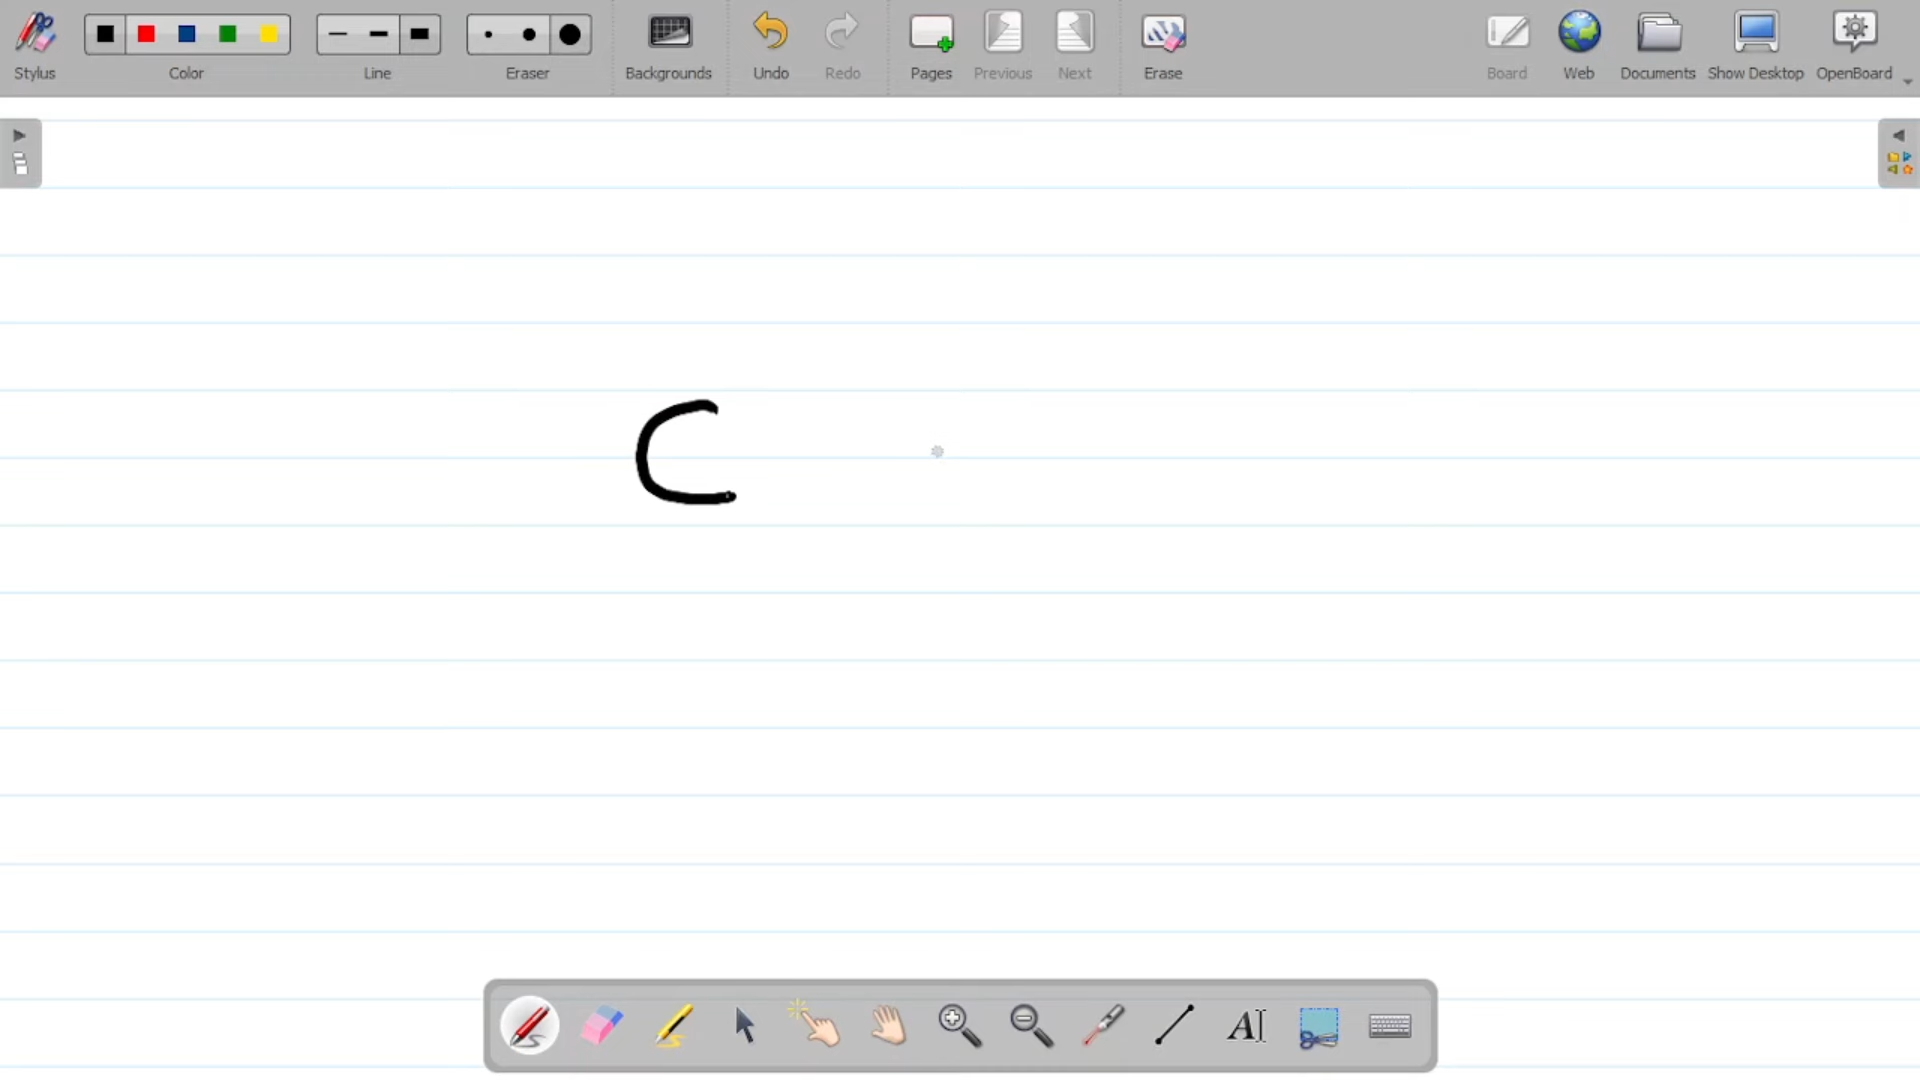 Stylus Color Line Eraser Backgrounds Undo Redo Pages Previous Next Erase Board Web Documents Show Desktop OpenBoard
C
A